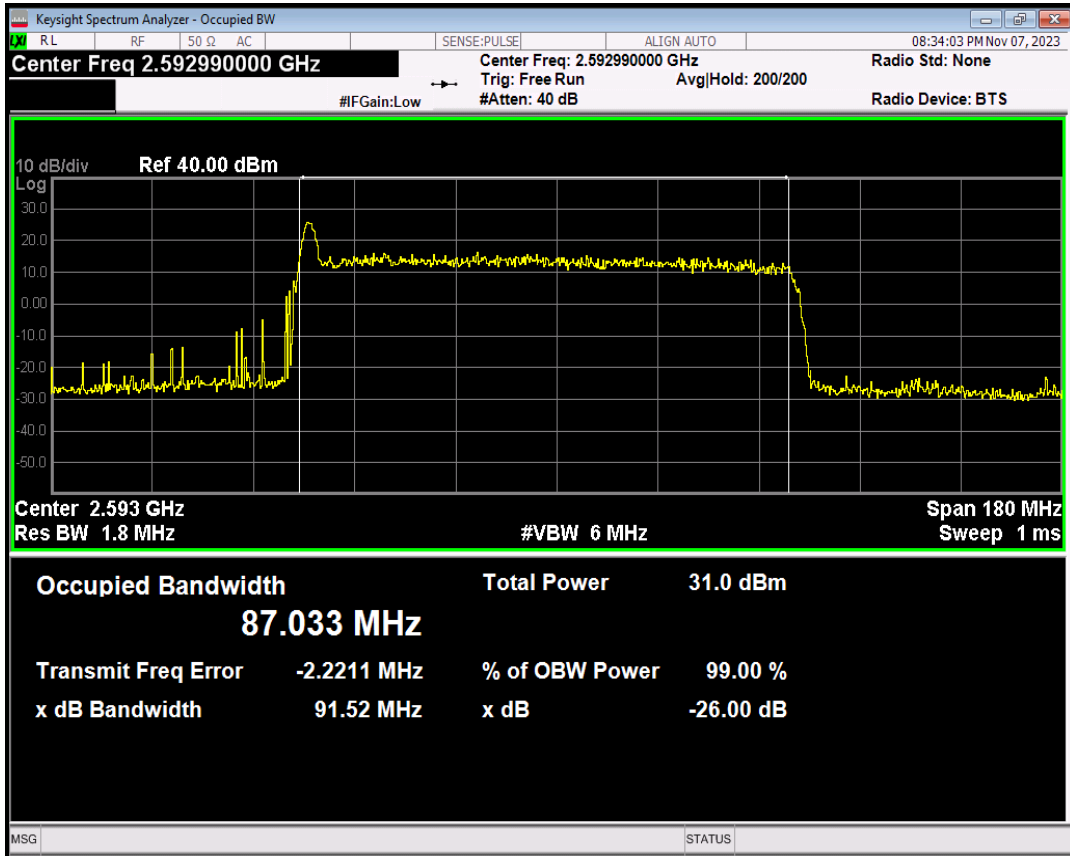 Keysight Spectrum Analyzer - Occupied BW
LXI RL RF 50 Ω AC SENSE:PULSE ALIGN AUTO 08:34:03 PM Nov 07, 2023
Center Freq 2.592990000 GHz Center Freq: 2.592990000 GHz Radio Std: None
Trig: Free Run Avg|Hold: 200/200
#IFGain:Low #Atten: 40 dB Radio Device: BTS
10 dB/div Ref 40.00 dBm
Log
30.0
20.0
10.0
0.00
-10.0
-20.0
-30.0
-40.0
-50.0
Center 2.593 GHz Span 180 MHz
Res BW 1.8 MHz #VBW 6 MHz Sweep 1 ms
Occupied Bandwidth Total Power 31.0 dBm
87.033 MHz
Transmit Freq Error -2.2211 MHz % of OBW Power 99.00 %
x dB Bandwidth 91.52 MHz x dB -26.00 dB
MSG STATUS